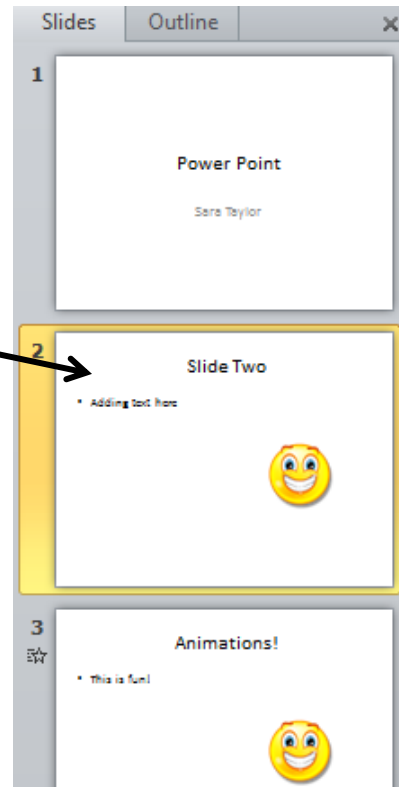 Slides Outline
1
Power Point
Sara Taylor
2
Slide Two
• Adding text here
3
Animations!
• This is fun!